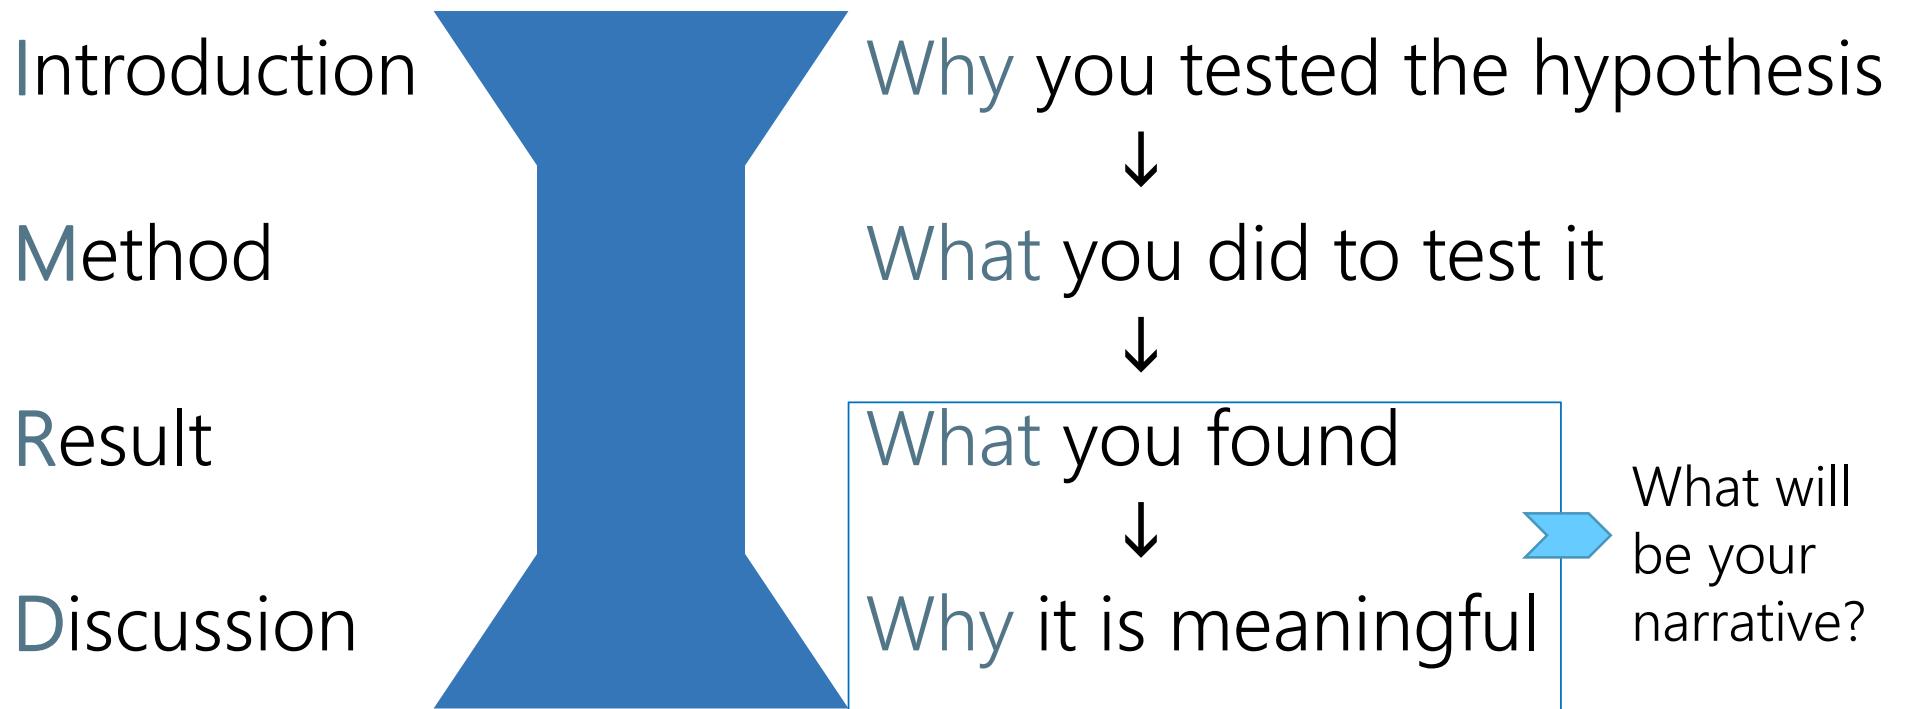 Introduction
Why you tested the hypothesis
↓
Method
What you did to test it
↓
Result
What you found
↓
Discussion
Why it is meaningful
What will
be your
narrative?